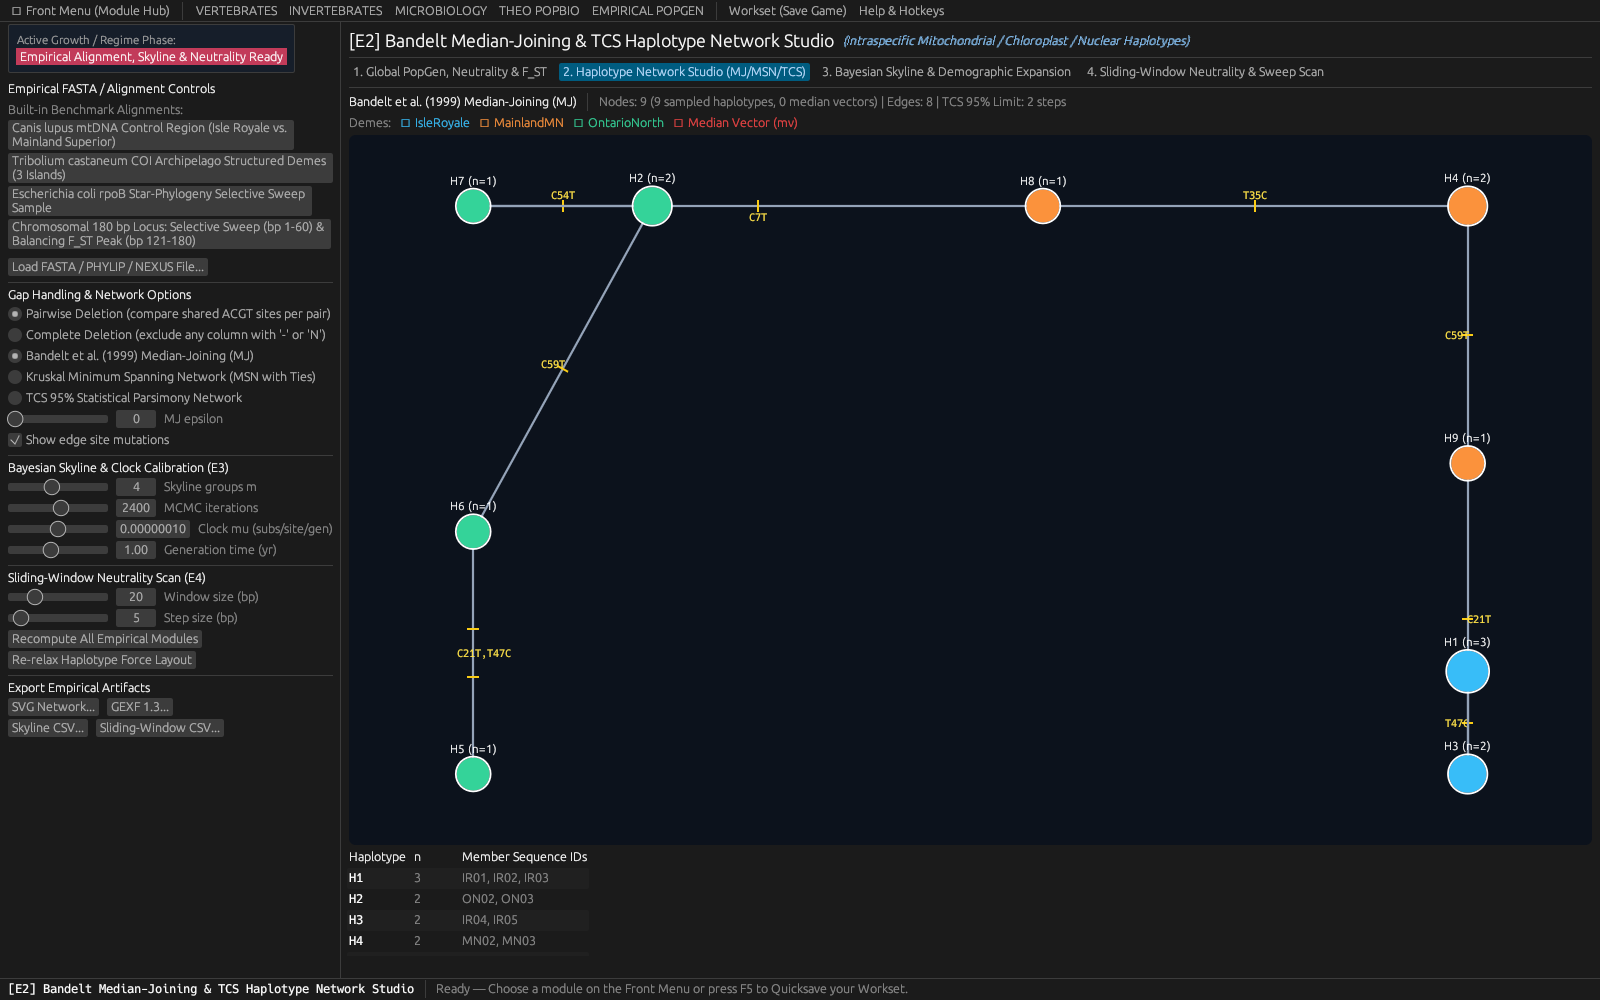 Front Menu (Module Hub) VERTEBRATES INVERTEBRATES MICROBIOLOGY THEO POPBIO EMPIRICAL POPGEN Workset (Save Game) Help & Hotkeys
Active Growth / Regime Phase:
Empirical Alignment, Skyline & Neutrality Ready
Empirical FASTA / Alignment Controls
Built-in Benchmark Alignments:
Canis lupus mtDNA Control Region (Isle Royale vs.
Mainland Superior)
Tribolium castaneum COI Archipelago Structured Demes
(3 Islands)
Escherichia coli rpoB Star-Phylogeny Selective Sweep
Sample
Chromosomal 180 bp Locus: Selective Sweep (bp 1-60) &
Balancing F_ST Peak (bp 121-180)
Load FASTA / PHYLIP / NEXUS File...
Gap Handling & Network Options
Pairwise Deletion (compare shared ACGT sites per pair)
Complete Deletion (exclude any column with '-' or 'N')
Bandelt et al. (1999) Median-Joining (MJ)
Kruskal Minimum Spanning Network (MSN with Ties)
TCS 95% Statistical Parsimony Network
0 MJ epsilon
Show edge site mutations
Bayesian Skyline & Clock Calibration (E3)
4 Skyline groups m
2400 MCMC iterations
0.00000010 Clock mu (subs/site/gen)
1.00 Generation time (yr)
Sliding-Window Neutrality Scan (E4)
20 Window size (bp)
5 Step size (bp)
Recompute All Empirical Modules
Re-relax Haplotype Force Layout
Export Empirical Artifacts
SVG Network... GEXF 1.3...
Skyline CSV... Sliding-Window CSV...
[E2] Bandelt Median-Joining & TCS Haplotype Network Studio (Intraspecific Mitochondrial / Chloroplast / Nuclear Haplotypes)
1. Global PopGen, Neutrality & F_ST 2. Haplotype Network Studio (MJ/MSN/TCS) 3. Bayesian Skyline & Demographic Expansion 4. Sliding-Window Neutrality & Sweep Scan
Bandelt et al. (1999) Median-Joining (MJ) Nodes: 9 (9 sampled haplotypes, 0 median vectors) | Edges: 8 | TCS 95% Limit: 2 steps
Demes: IsleRoyale MainlandMN OntarioNorth Median Vector (mv)
H7 (n=1) H2 (n=2) H8 (n=1) H4 (n=2)
C54T C7T T35C
C59T C59T
H9 (n=1)
H6 (n=1)
C21T
H1 (n=3)
C21T,T47C
T47C
H5 (n=1) H3 (n=2)
Haplotype n Member Sequence IDs
H1 3 IR01, IR02, IR03
H2 2 ON02, ON03
H3 2 IR04, IR05
H4 2 MN02, MN03
[E2] Bandelt Median-Joining & TCS Haplotype Network Studio Ready — Choose a module on the Front Menu or press F5 to Quicksave your Workset.